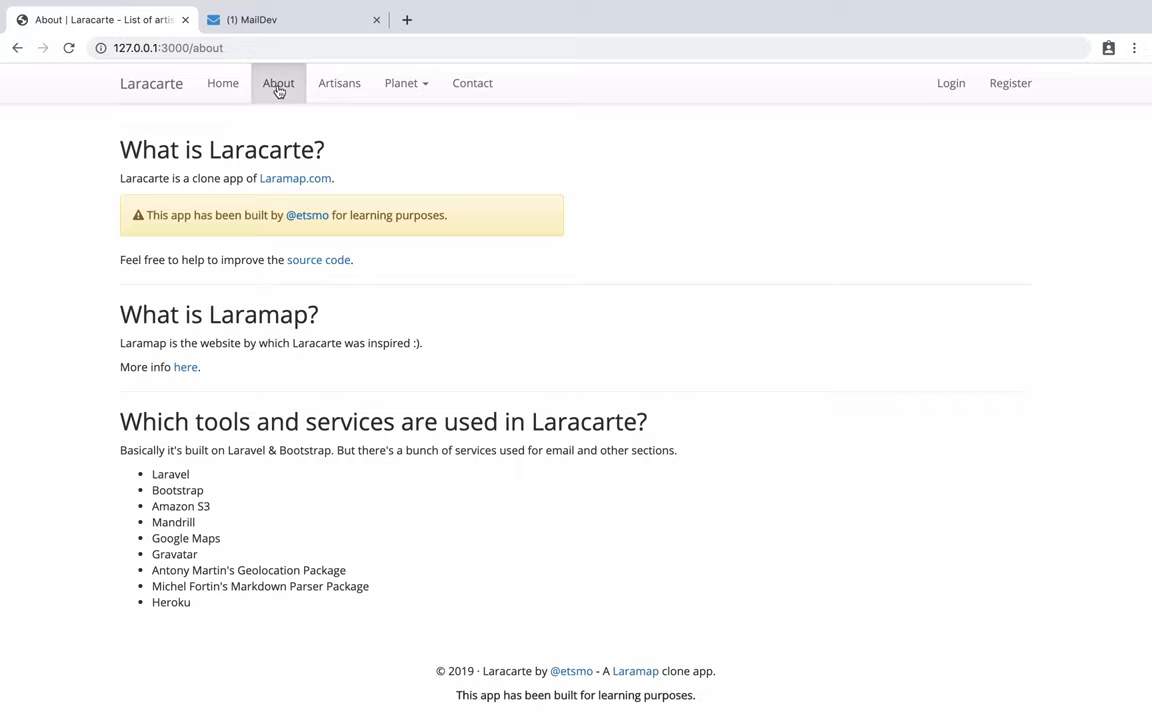 About | Laracarte - List of artis
(1) MailDev
127.0.0.1:3000/about
Laracarte Home About Artisans Planet Contact Login Register
What is Laracarte?
Laracarte is a clone app of Laramap.com.
This app has been built by @etsmo for learning purposes.
Feel free to help to improve the source code.
What is Laramap?
Laramap is the website by which Laracarte was inspired :).
More info here.
Which tools and services are used in Laracarte?
Basically it's built on Laravel & Bootstrap. But there's a bunch of services used for email and other sections.
• Laravel
• Bootstrap
• Amazon S3
• Mandrill
• Google Maps
• Gravatar
• Antony Martin's Geolocation Package
• Michel Fortin's Markdown Parser Package
• Heroku
© 2019 · Laracarte by @etsmo - A Laramap clone app.
This app has been built for learning purposes.